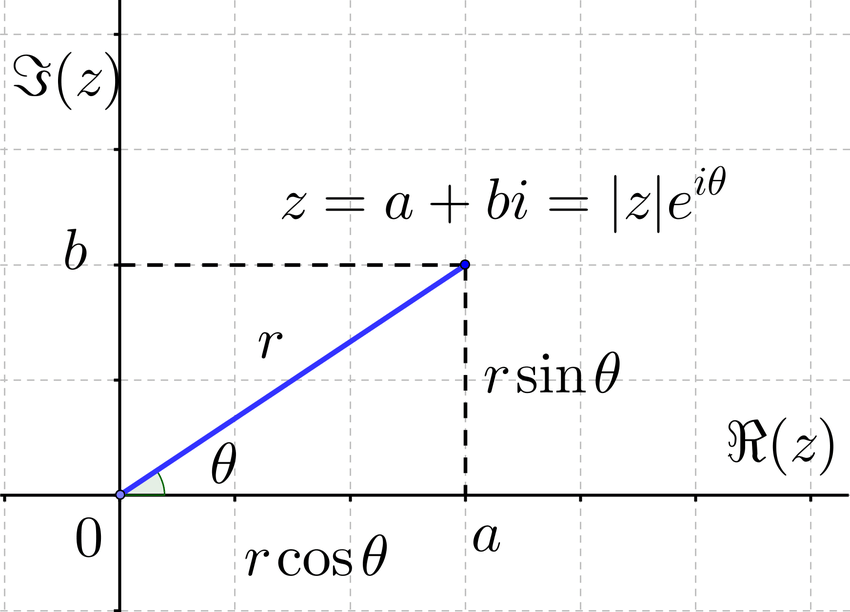 ℑ(z)
z = a + bi = |z|e^{iθ}
b
r
r sin θ
ℜ(z)
θ
0
a
r cos θ